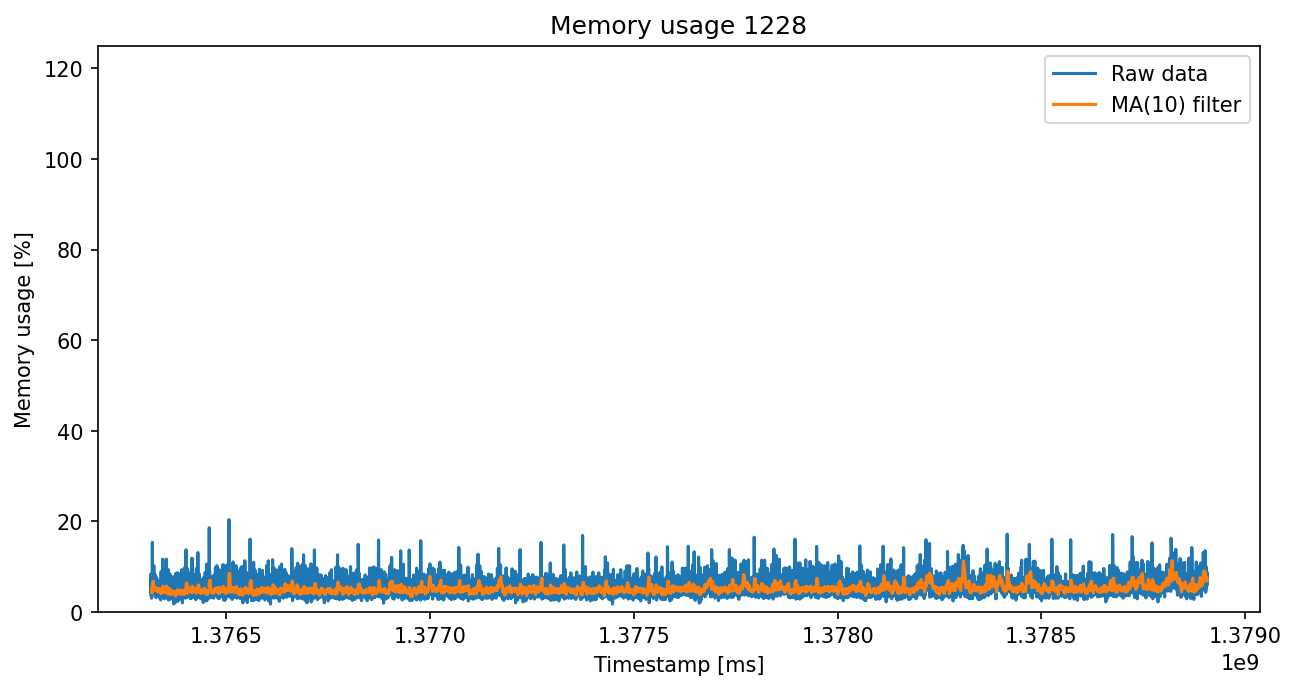 Memory usage 1228
Raw data
MA(10) filter
Memory usage [%]
120
100
80
60
40
20
0
1.3765 1.3770 1.3775 1.3780 1.3785 1.3790
1e9
Timestamp [ms]